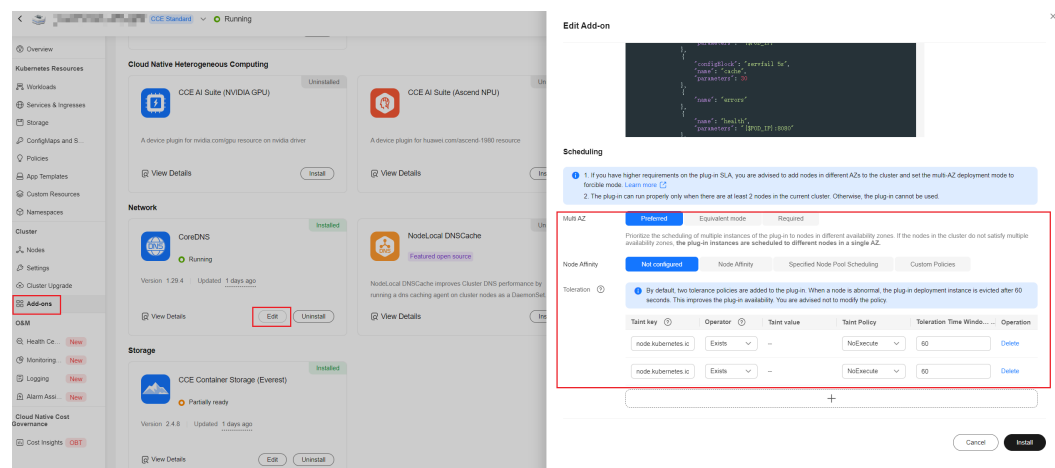 CCE Standard
Running
Overview
Kubernetes Resources
Workloads
Services & Ingresses
Storage
ConfigMaps and S...
Policies
App Templates
Custom Resources
Namespaces
Cluster
Nodes
Settings
Cluster Upgrade
Add-ons
O&M
Health Ce... New
Monitoring... New
Logging New
Alarm Assi... New
Cloud Native Cost
Governance
Cost Insights OBT
Cloud Native Heterogeneous Computing
Uninstalled
CCE AI Suite (NVIDIA GPU)
A device plugin for nvidia.com/gpu resource on nvidia driver
View Details
Install
Un
CCE AI Suite (Ascend NPU)
A device plugin for huawei.com/ascend-1980 resource
View Details
Ins
Network
Installed
CoreDNS
DNS
Running
Version 1.29.4 Updated 1 days ago
View Details
Edit
Uninstall
Un
NodeLocal DNSCache
DNS
Featured open source
NodeLocal DNSCache improves Cluster DNS performance by
running a dns caching agent on cluster nodes as a DaemonSet.
View Details
Ins
Storage
Installed
CCE Container Storage (Everest)
Partially ready
Version 2.4.8 Updated 1 days ago
View Details
Edit
Uninstall
Edit Add-on
"parameters": "{$POD_IP}"
},
{
"configBlock": "servfail 5s",
"name": "cache",
"parameters": 30
},
{
"name": "errors"
},
{
"name": "health",
"parameters": "{$POD_IP}:8080"
},
Scheduling
1. If you have higher requirements on the plug-in SLA, you are advised to add nodes in different AZs to the cluster and set the multi-AZ deployment mode to
forcible mode. Learn more
2. The plug-in can run properly only when there are at least 2 nodes in the current cluster. Otherwise, the plug-in cannot be used.
Multi AZ
Preferred
Equivalent mode
Required
Prioritize the scheduling of multiple instances of the plug-in to nodes in different availability zones. If the nodes in the cluster do not satisfy multiple
availability zones, the plug-in instances are scheduled to different nodes in a single AZ.
Node Affinity
Not configured
Node Affinity
Specified Node Pool Scheduling
Custom Policies
Toleration
By default, two tolerance policies are added to the plug-in. When a node is abnormal, the plug-in deployment instance is evicted after 60
seconds. This improves the plug-in availability. You are advised not to modify the policy.
Taint key Operator Taint value Taint Policy Toleration Time Windo... ... Operation
node.kubernetes.ic Exists -- NoExecute 60 Delete
node.kubernetes.ic Exists -- NoExecute 60 Delete
+
Cancel
Install